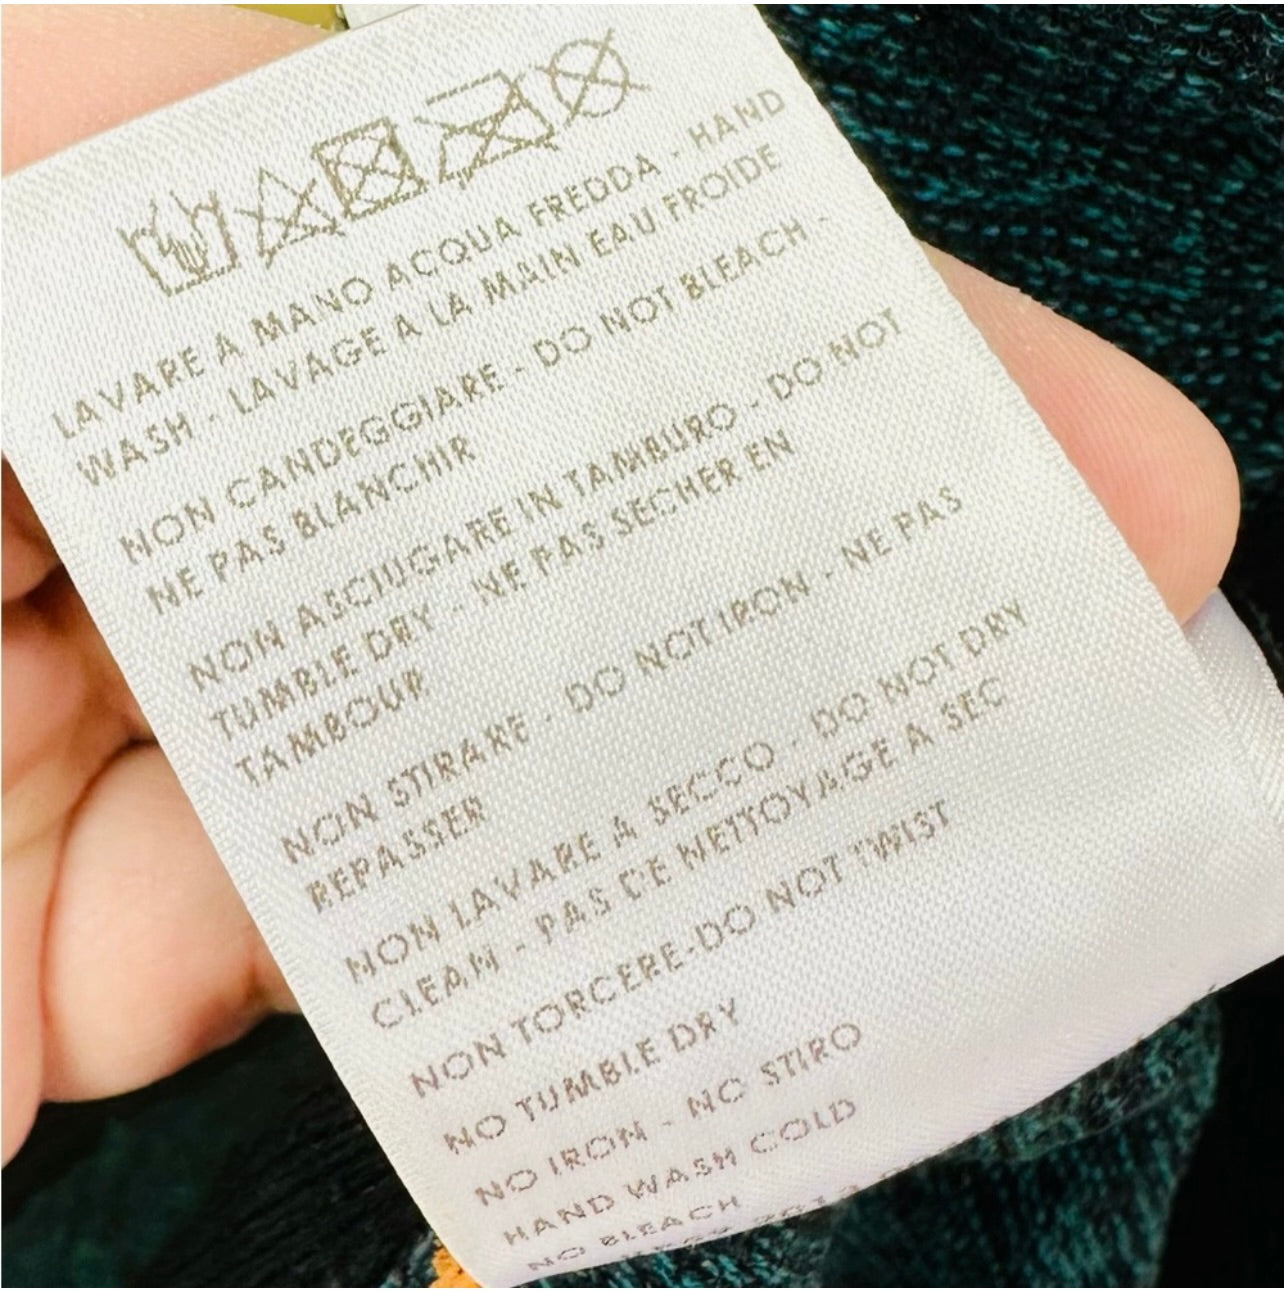 LAVARE A MANO ACQUA FREDDA - HAND
WASH - LAVAGE A LA MAIN EAU FROIDE
NON CANDEGGIARE - DO NOT BLEACH -
NE PAS BLANCHIR
NON ASCIUGARE IN TAMBURO - DO NOT
TUMBLE DRY - NE PAS SECHER EN
TAMBOUR
NON STIRARE - DO NOT IRON - NE PAS
REPASSER
NON LAVARE A SECCO - DO NOT DRY
CLEAN - PAS DE NETTOYAGE A SEC
NON TORCERE-DO NOT TWIST
NO TUMBLE DRY
NO IRON - NO STIRO
HAND WASH COLD
NO BLEACH